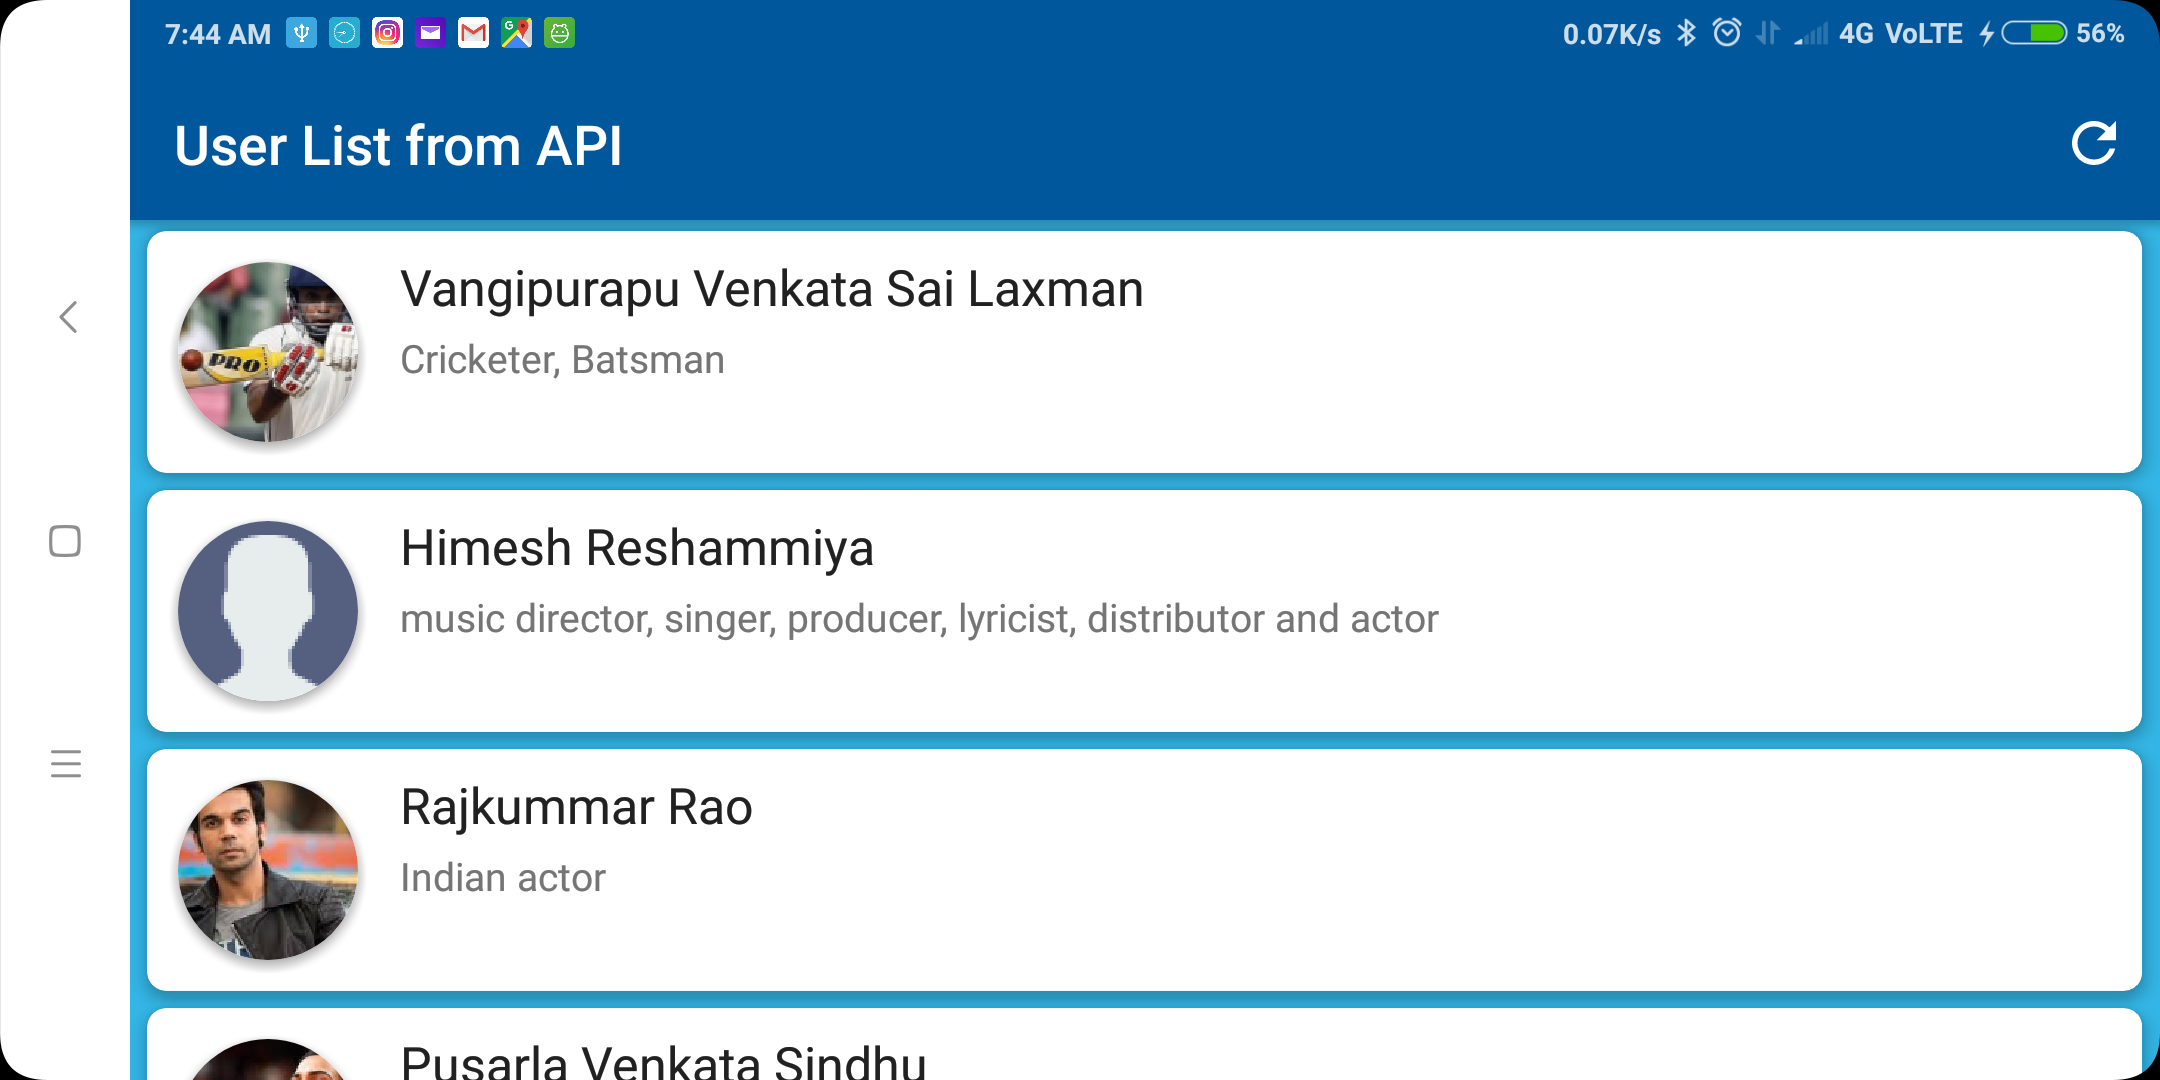 7:44 AM 0.07K/s 4G VoLTE 56%
User List from API
Vangipurapu Venkata Sai Laxman
Cricketer, Batsman
PRO
Himesh Reshammiya
music director, singer, producer, lyricist, distributor and actor
Rajkummar Rao
Indian actor
Pusarla Venkata Sindhu